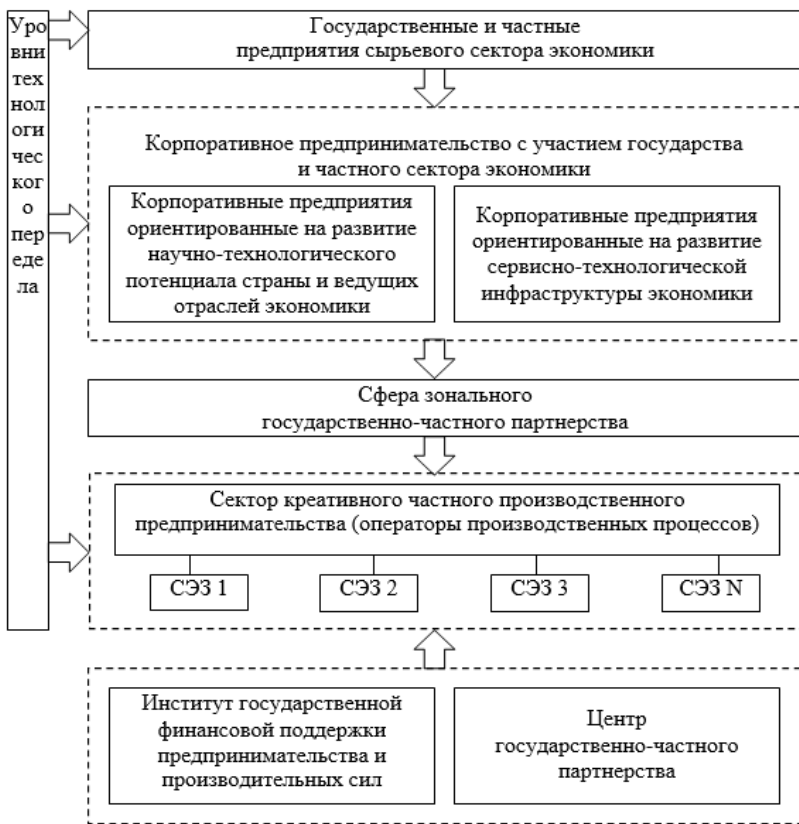 Уро
вни
тех
нол
оги
чес
ког
о
пер
еде
ла
Государственные и частные
предприятия сырьевого сектора экономики
Корпоративное предпринимательство с участием государства
и частного сектора экономики
Корпоративные предприятия
ориентированные на развитие
научно-технологического
потенциала страны и ведущих
отраслей экономики
Корпоративные предприятия
ориентированные на развитие
сервисно-технологической
инфраструктуры экономики
Сфера зонального
государственно-частного партнерства
Сектор креативного частного производственного
предпринимательства (операторы производственных процессов)
СЭЗ 1
СЭЗ 2
СЭЗ 3
СЭЗ N
Институт государственной
финансовой поддержки
предпринимательства и
производительных сил
Центр
государственно-частного
партнерства